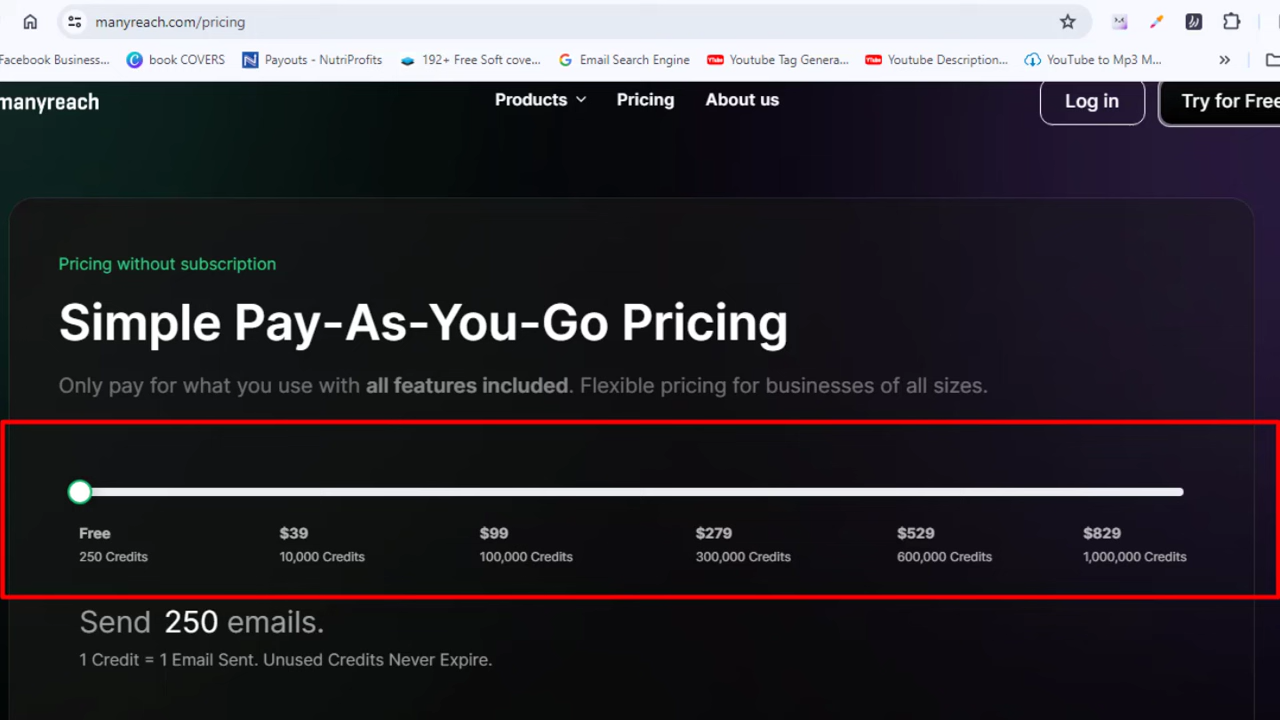 manyreach.com/pricing
Facebook Business... book COVERS Payouts - NutriProfits 192+ Free Soft cove... Email Search Engine Youtube Tag Genera... Youtube Description... YouTube to Mp3 M...
manyreach Products Pricing About us Log in Try for Free
Pricing without subscription
Simple Pay-As-You-Go Pricing
Only pay for what you use with all features included. Flexible pricing for businesses of all sizes.
Free $39 $99 $279 $529 $829
250 Credits 10,000 Credits 100,000 Credits 300,000 Credits 600,000 Credits 1,000,000 Credits
Send 250 emails.
1 Credit = 1 Email Sent. Unused Credits Never Expire.